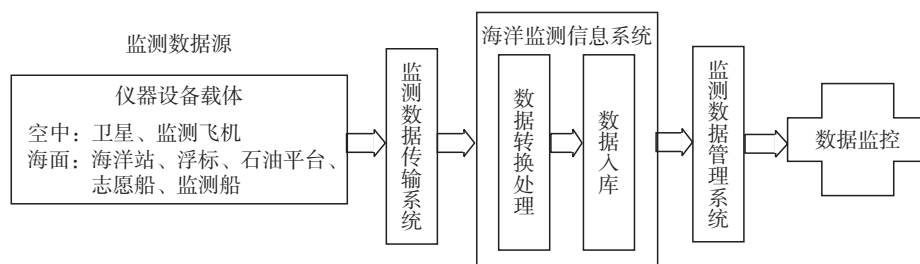 监测数据源
仪器设备载体
空中：卫星、监测飞机
海面：海洋站、浮标、石油平台、
志愿船、监测船
监测数据传输系统
海洋监测信息系统
数据转换处理
数据入库
监测数据管理系统
数据监控